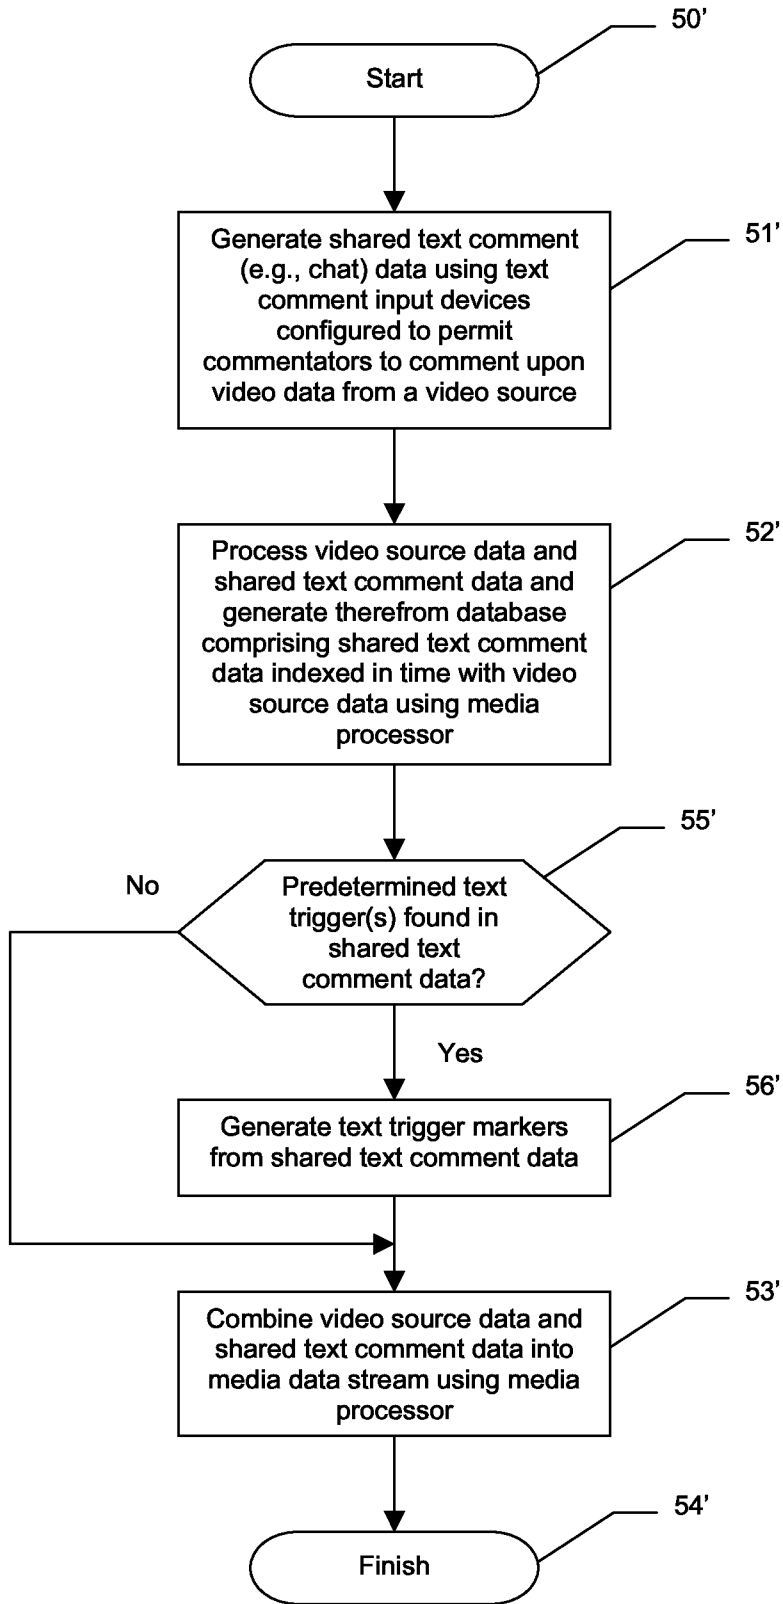 50’
Start
51’
Generate shared text comment
(e.g., chat) data using text
comment input devices
configured to permit
commentators to comment upon
video data from a video source
52’
Process video source data and
shared text comment data and
generate therefrom database
comprising shared text comment
data indexed in time with video
source data using media
processor
55’
No
Predetermined text
trigger(s) found in
shared text
comment data?
Yes
56’
Generate text trigger markers
from shared text comment data
53’
Combine video source data and
shared text comment data into
media data stream using media
processor
54’
Finish